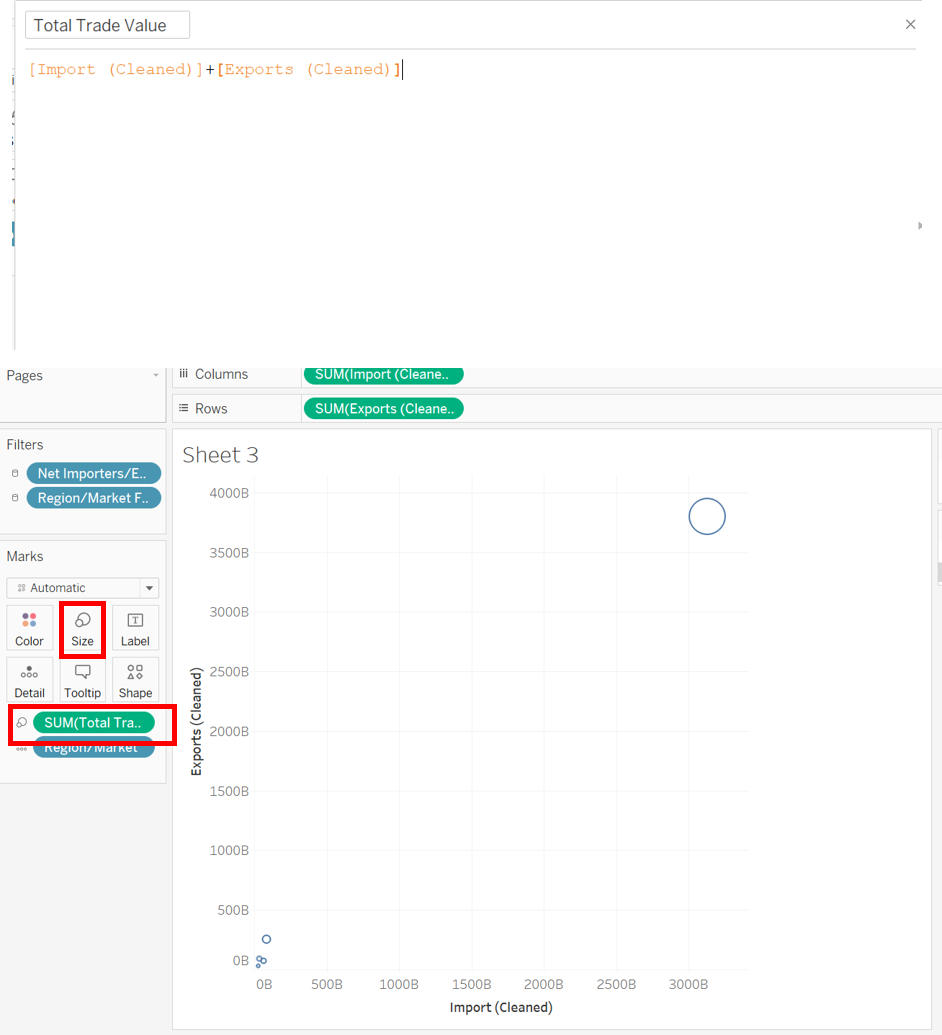 Total Trade Value
[Import (Cleaned)]+[Exports (Cleaned)]
Pages
Columns
SUM(Import (Cleane..
Rows
SUM(Exports (Cleane..
Filters
Net Importers/E..
Region/Market F..
Marks
Automatic
Color
Size
Label
Detail
Tooltip
Shape
SUM(Total Tra..
Region/Market
Sheet 3
4000B
3500B
3000B
2500B
2000B
1500B
1000B
500B
0B
Exports (Cleaned)
0B 500B 1000B 1500B 2000B 2500B 3000B
Import (Cleaned)